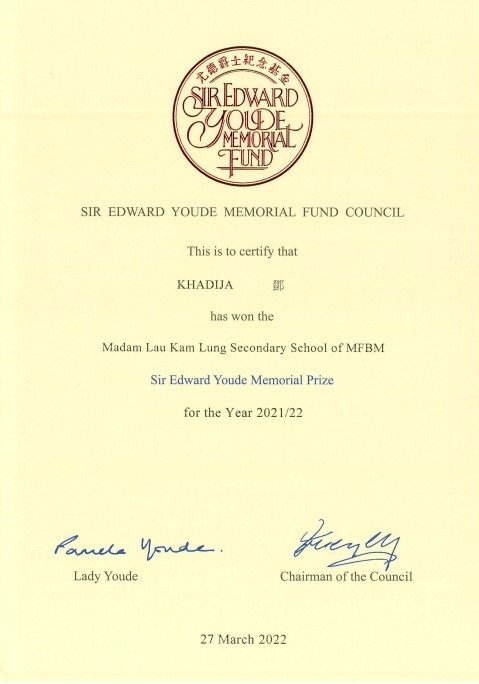 尤德爵士紀念基金
SIR EDWARD
YOUDE
MEMORIAL
FUND
SIR EDWARD YOUDE MEMORIAL FUND COUNCIL
This is to certify that
KHADIJA 鄧
has won the
Madam Lau Kam Lung Secondary School of MFBM
Sir Edward Youde Memorial Prize
for the Year 2021/22
Pamela Youde.
Lady Youde
Chairman of the Council
27 March 2022